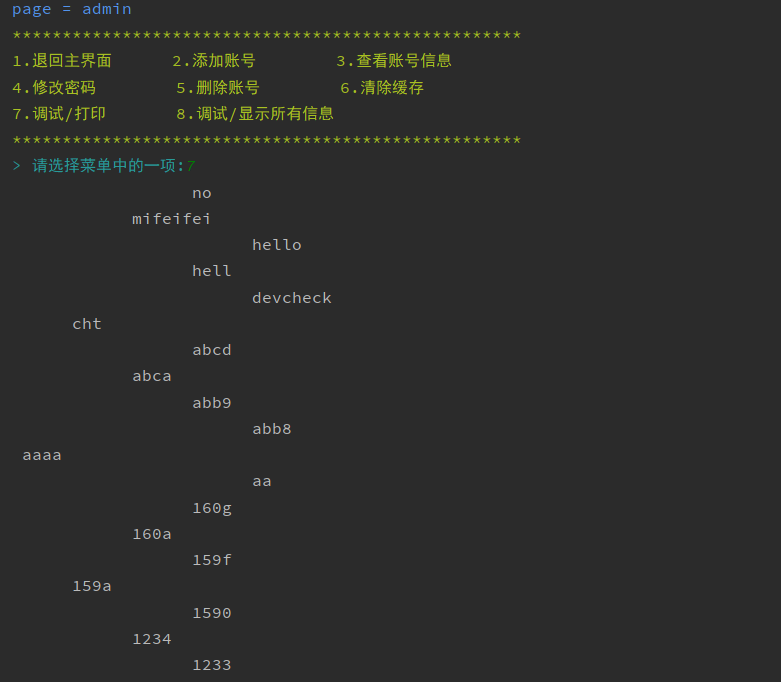 page = admin
***************************************************
1.退回主界面 2.添加账号 3.查看账号信息
4.修改密码 5.删除账号 6.清除缓存
7.调试/打印 8.调试/显示所有信息
***************************************************
> 请选择菜单中的一项:7
no
mifeifei
hello
hell
devcheck
cht
abcd
abca
abb9
abb8
aaaa
aa
160g
160a
159f
159a
1590
1234
1233